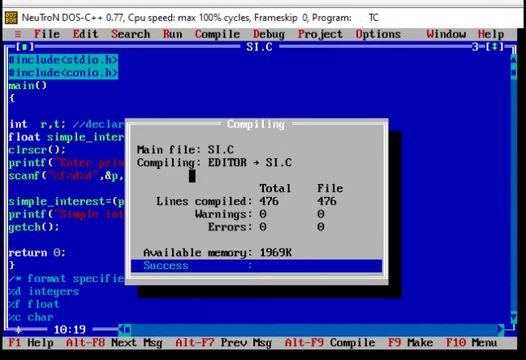 NeuTroN DOS-C++ 0.77, Cpu speed: max 100% cycles, Frameskip 0, Program: TC
≡ File Edit Search Run Compile Debug Project Options Window Help
[■] SI.C 3=[↕]
#include<stdio.h>
#include<conio.h>
main()
{
int r,t; //declar
float simple_inter
clrscr();
printf("Enter prin
scanf("%f%d%d",&p,
simple_interest=(p
printf("Simple int
getch();
return 0;
}
/* format specifie
%d integers
%f float
%c char
Compiling
Main file: SI.C
Compiling: EDITOR → SI.C
Total File
Lines compiled: 476 476
Warnings: 0 0
Errors: 0 0
Available memory: 1969K
Success :
10:19
F1 Help Alt-F8 Next Msg Alt-F7 Prev Msg Alt-F9 Compile F9 Make F10 Menu